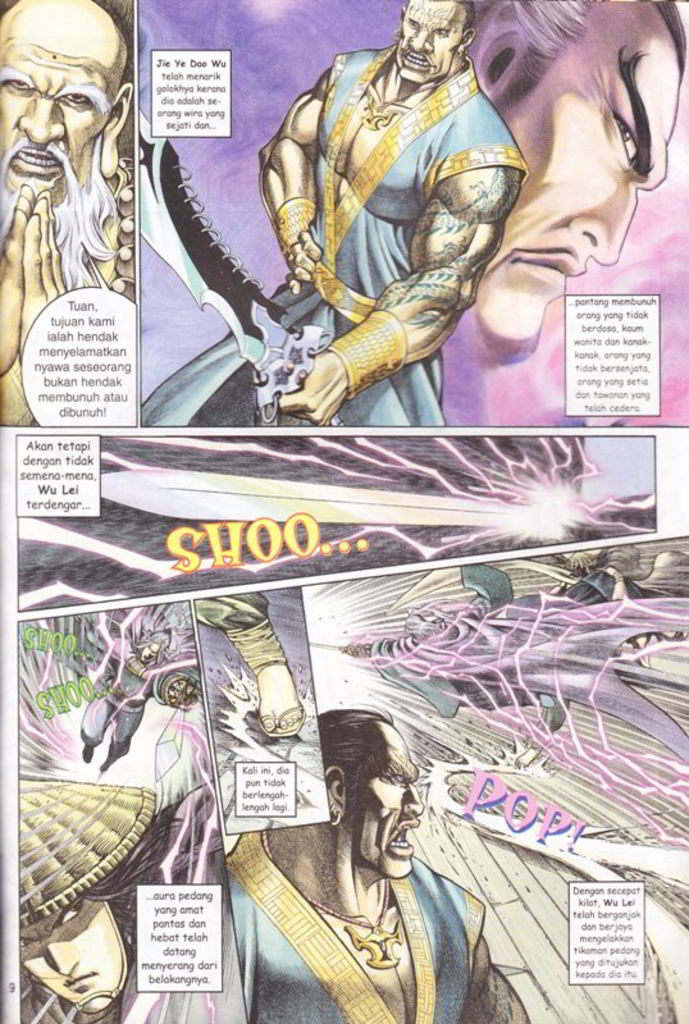 Tuan,
tujuan kami
ialah hendak
menyelamatkan
nyawa seseorang
bukan hendak
membunuh atau
dibunuh!
Jie Ye Dao Wu
telah menarik
goloknya kerana
dia adalah se-
orang wira yang
sejati dan...
...pantang membunuh
orang yang tidak
berdosa, kaum
wanita dan kanak-
kanak, orang yang
tidak bersenjata,
orang yang setia
dan tawanan yang
telah cedera.
Akan tetapi
dengan tidak
semena-mena,
Wu Lei
terdengar...
SHOO...
SHOO...
SHOO...
Kali ini, dia
pun tidak
berlengah-
lengah lagi.
POP!
...aura pedang
yang amat
pantas dan
hebat telah
datang
menyerang dari
belakangnya.
Dengan secepat
kilat, Wu Lei
telah berganjak
dan berjaya
mengelakkan
tikaman pedang
yang ditujukan
kepada dia itu.
9